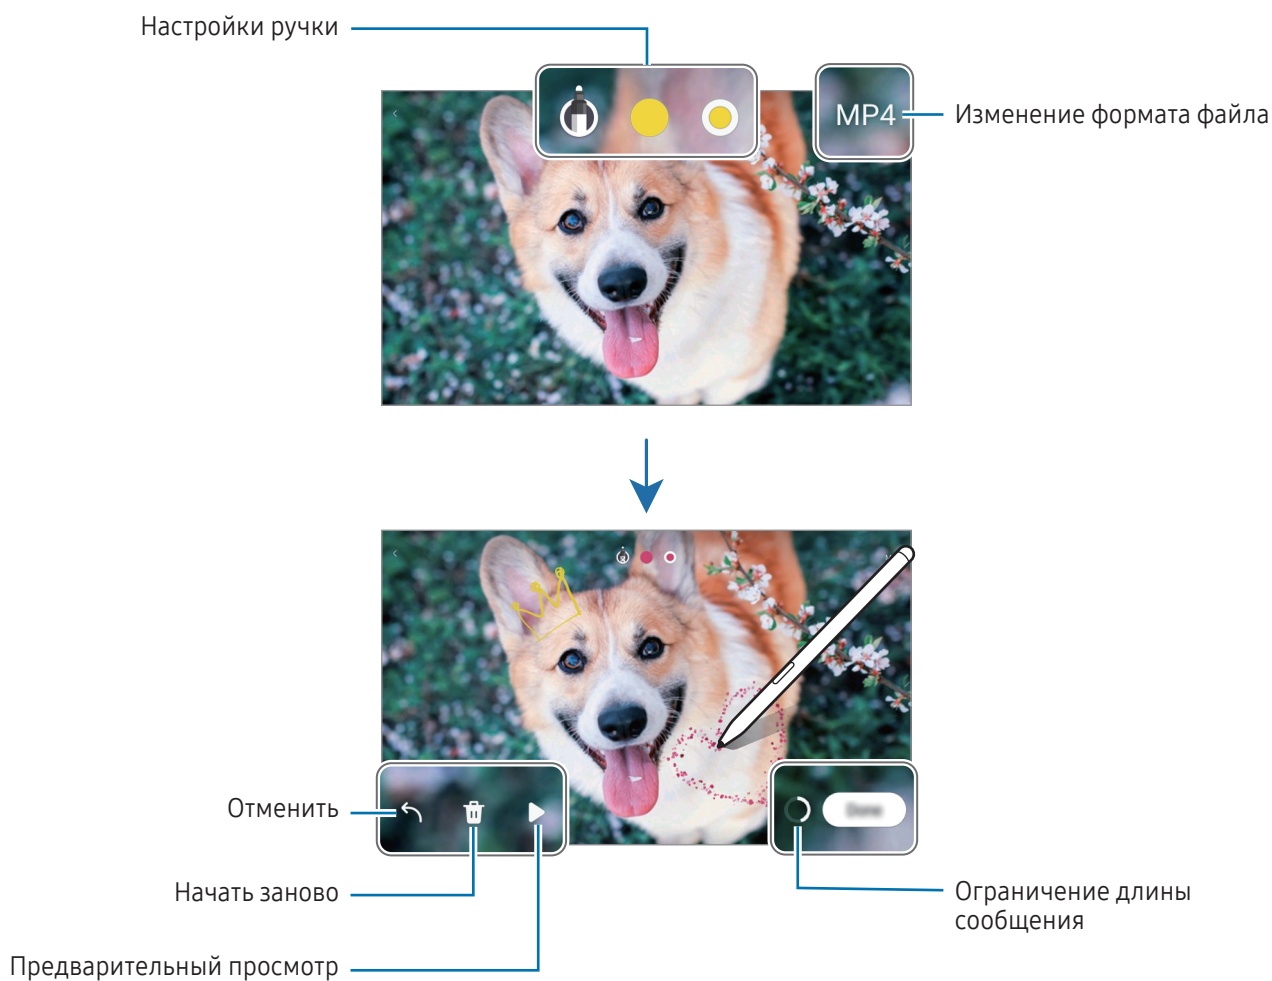 Настройки ручки
MP4
Изменение формата файла
Отменить
Начать заново
Предварительный просмотр
Ограничение длины
сообщения